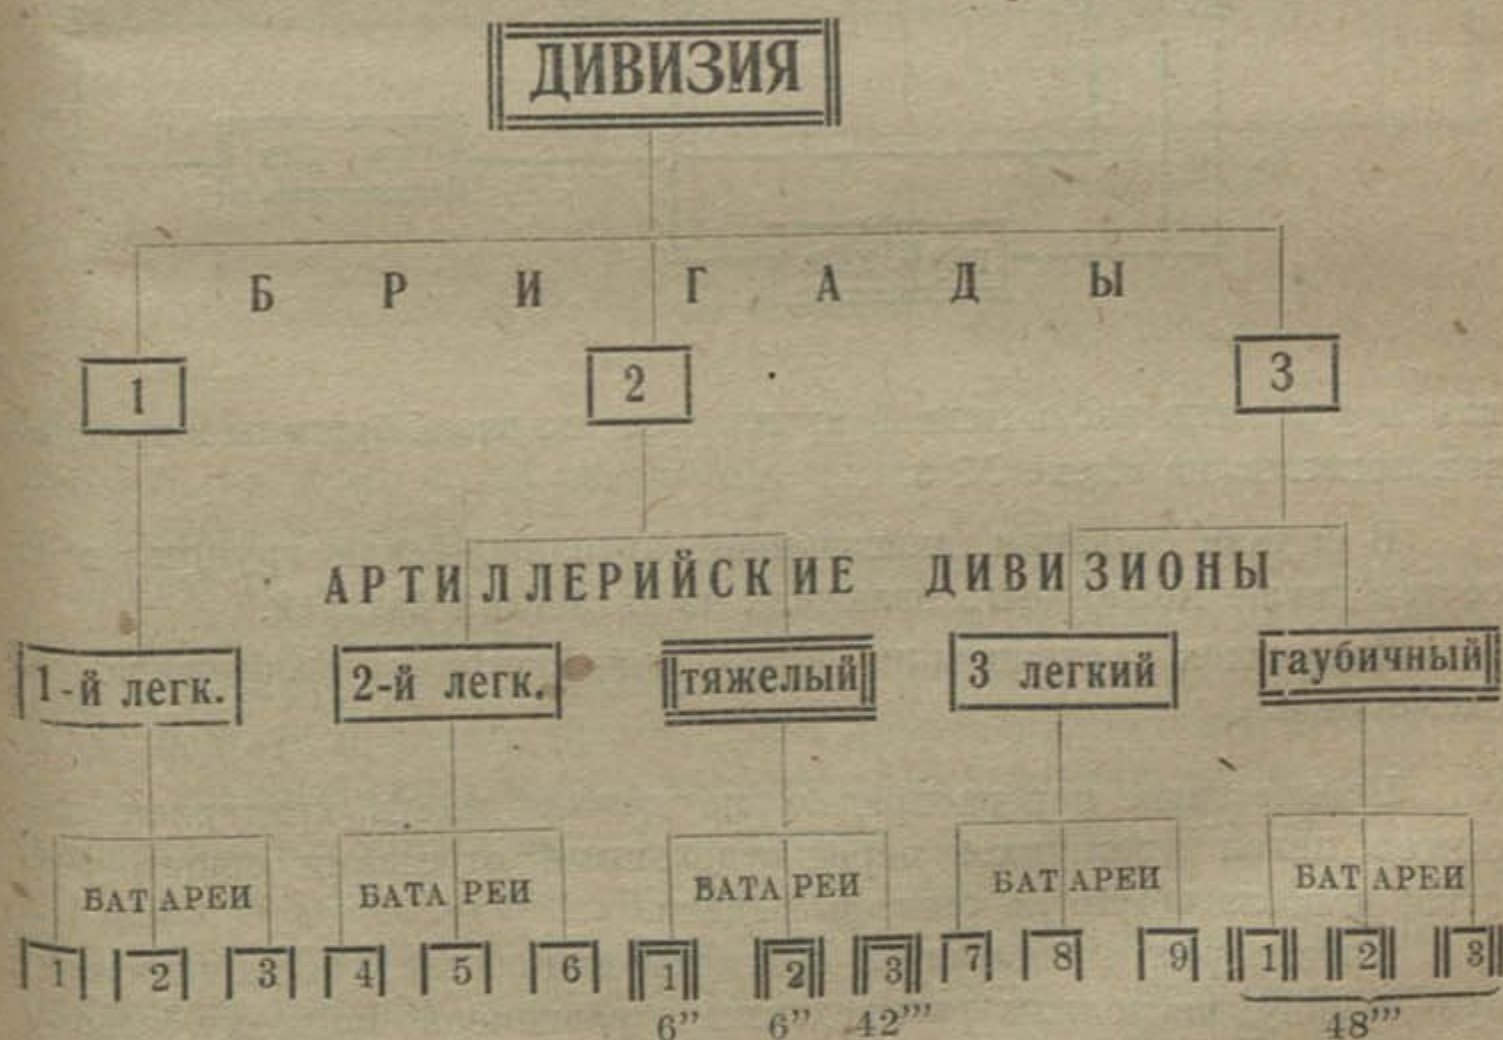 ДИВИЗИЯ
БРИГАДЫ
1 2 3
АРТИЛЛЕРИЙСКИЕ ДИВИЗИОНЫ
1-й легк. 2-й легк. тяжелый 3 легкий гаубичный
БАТАРЕИ БАТАРЕИ БАТАРЕИ БАТАРЕИ БАТАРЕИ
1 2 3 4 5 6 1 2 3 7 8 9 1 2 3
6’’ 6’’ 42’’’ 48’’’